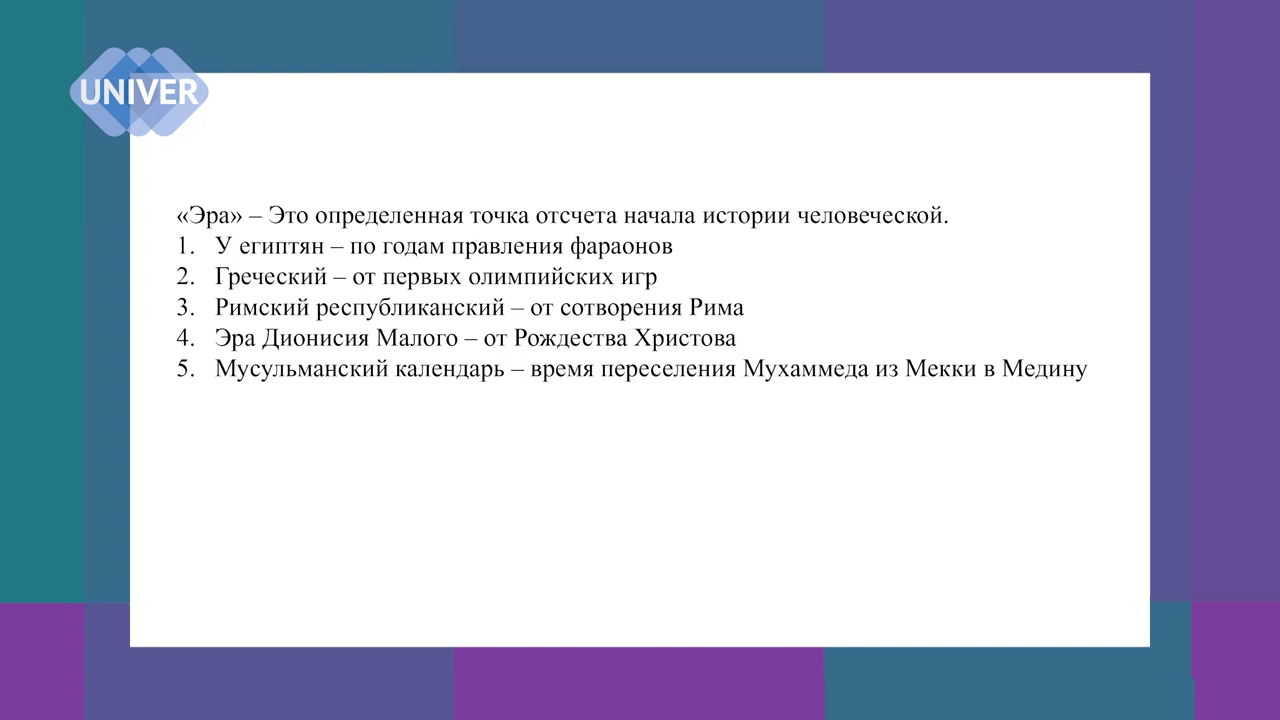 UNIVER
«Эра» – Это определенная точка отсчета начала истории человеческой.
1. У египтян – по годам правления фараонов
2. Греческий – от первых олимпийских игр
3. Римский республиканский – от сотворения Рима
4. Эра Дионисия Малого – от Рождества Христова
5. Мусульманский календарь – время переселения Мухаммеда из Мекки в Медину